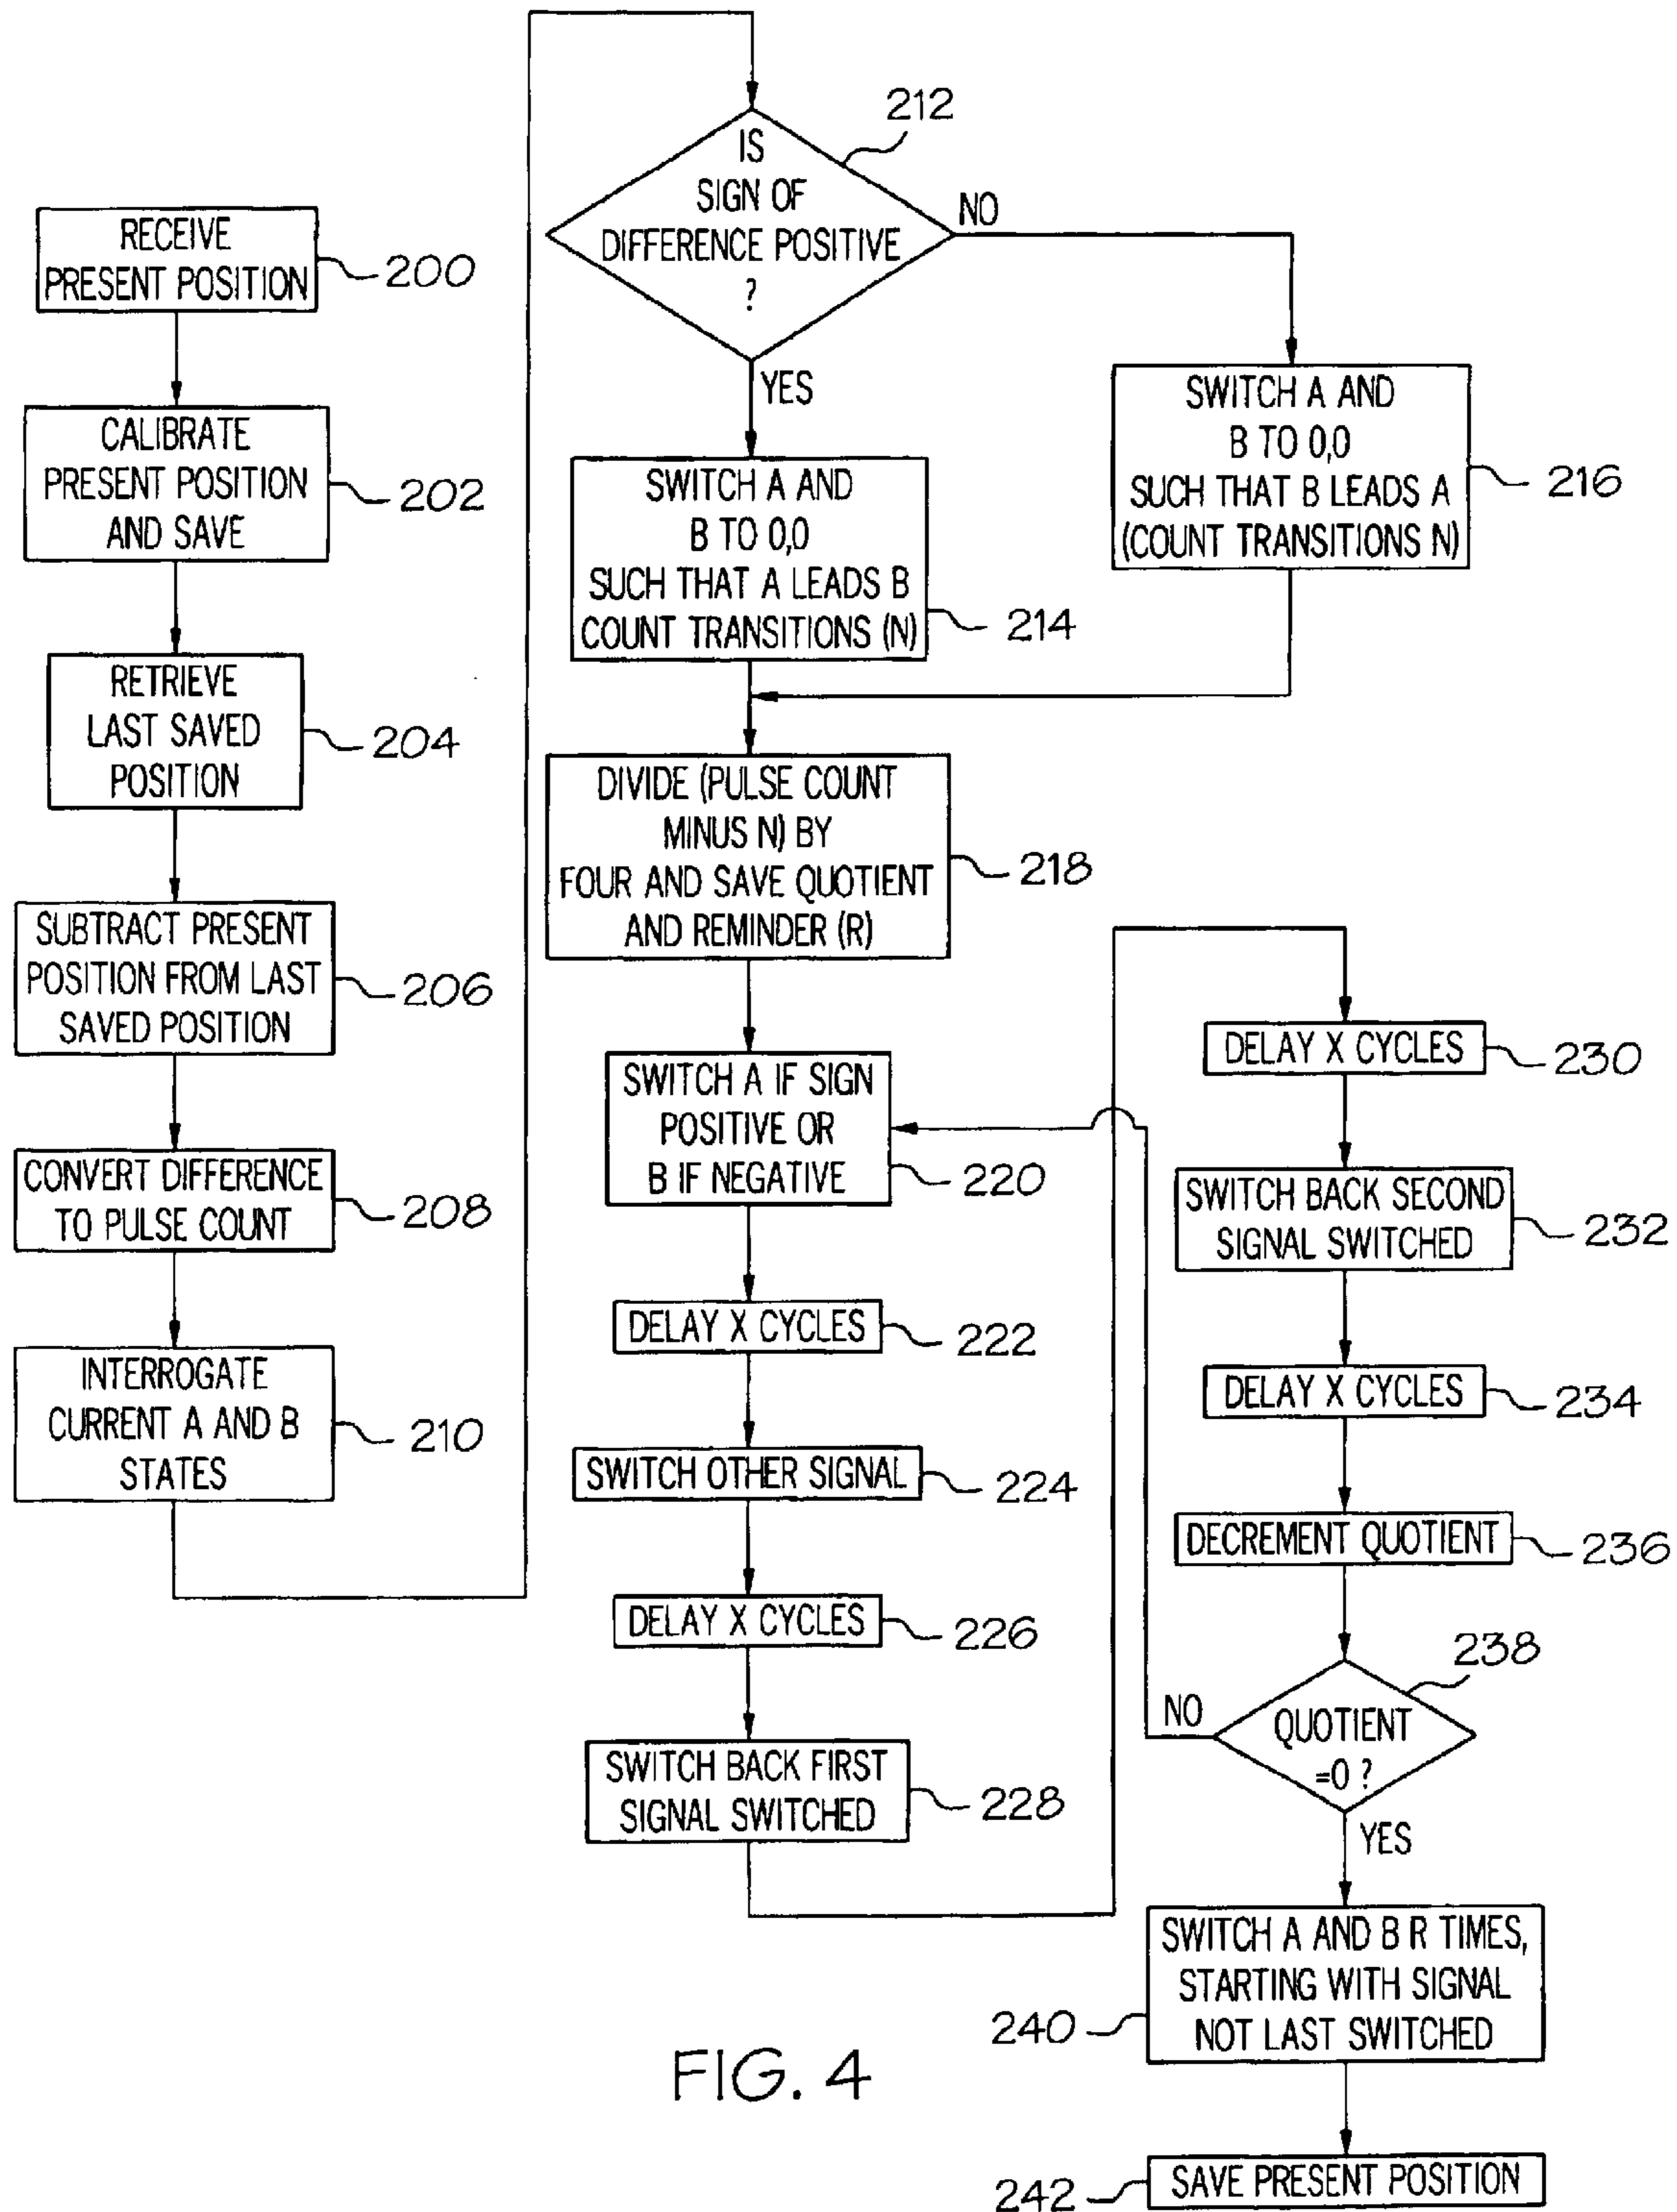 RECEIVE
PRESENT POSITION
200
CALIBRATE
PRESENT POSITION
AND SAVE
202
RETRIEVE
LAST SAVED
POSITION
204
SUBTRACT PRESENT
POSITION FROM LAST
SAVED POSITION
206
CONVERT DIFFERENCE
TO PULSE COUNT
208
INTERROGATE
CURRENT A AND B
STATES
210
212
IS
SIGN OF
DIFFERENCE POSITIVE
?
NO
YES
SWITCH A AND
B TO 0,0
SUCH THAT A LEADS B
COUNT TRANSITIONS (N)
214
SWITCH A AND
B TO 0,0
SUCH THAT B LEADS A
(COUNT TRANSITIONS N)
216
DIVIDE (PULSE COUNT
MINUS N) BY
FOUR AND SAVE QUOTIENT
AND REMINDER (R)
218
SWITCH A IF SIGN
POSITIVE OR
B IF NEGATIVE
220
DELAY X CYCLES
222
SWITCH OTHER SIGNAL
224
DELAY X CYCLES
226
SWITCH BACK FIRST
SIGNAL SWITCHED
228
DELAY X CYCLES
230
SWITCH BACK SECOND
SIGNAL SWITCHED
232
DELAY X CYCLES
234
DECREMENT QUOTIENT
236
238
QUOTIENT
=0 ?
NO
YES
SWITCH A AND B R TIMES,
STARTING WITH SIGNAL
NOT LAST SWITCHED
240
SAVE PRESENT POSITION
242
FIG. 4